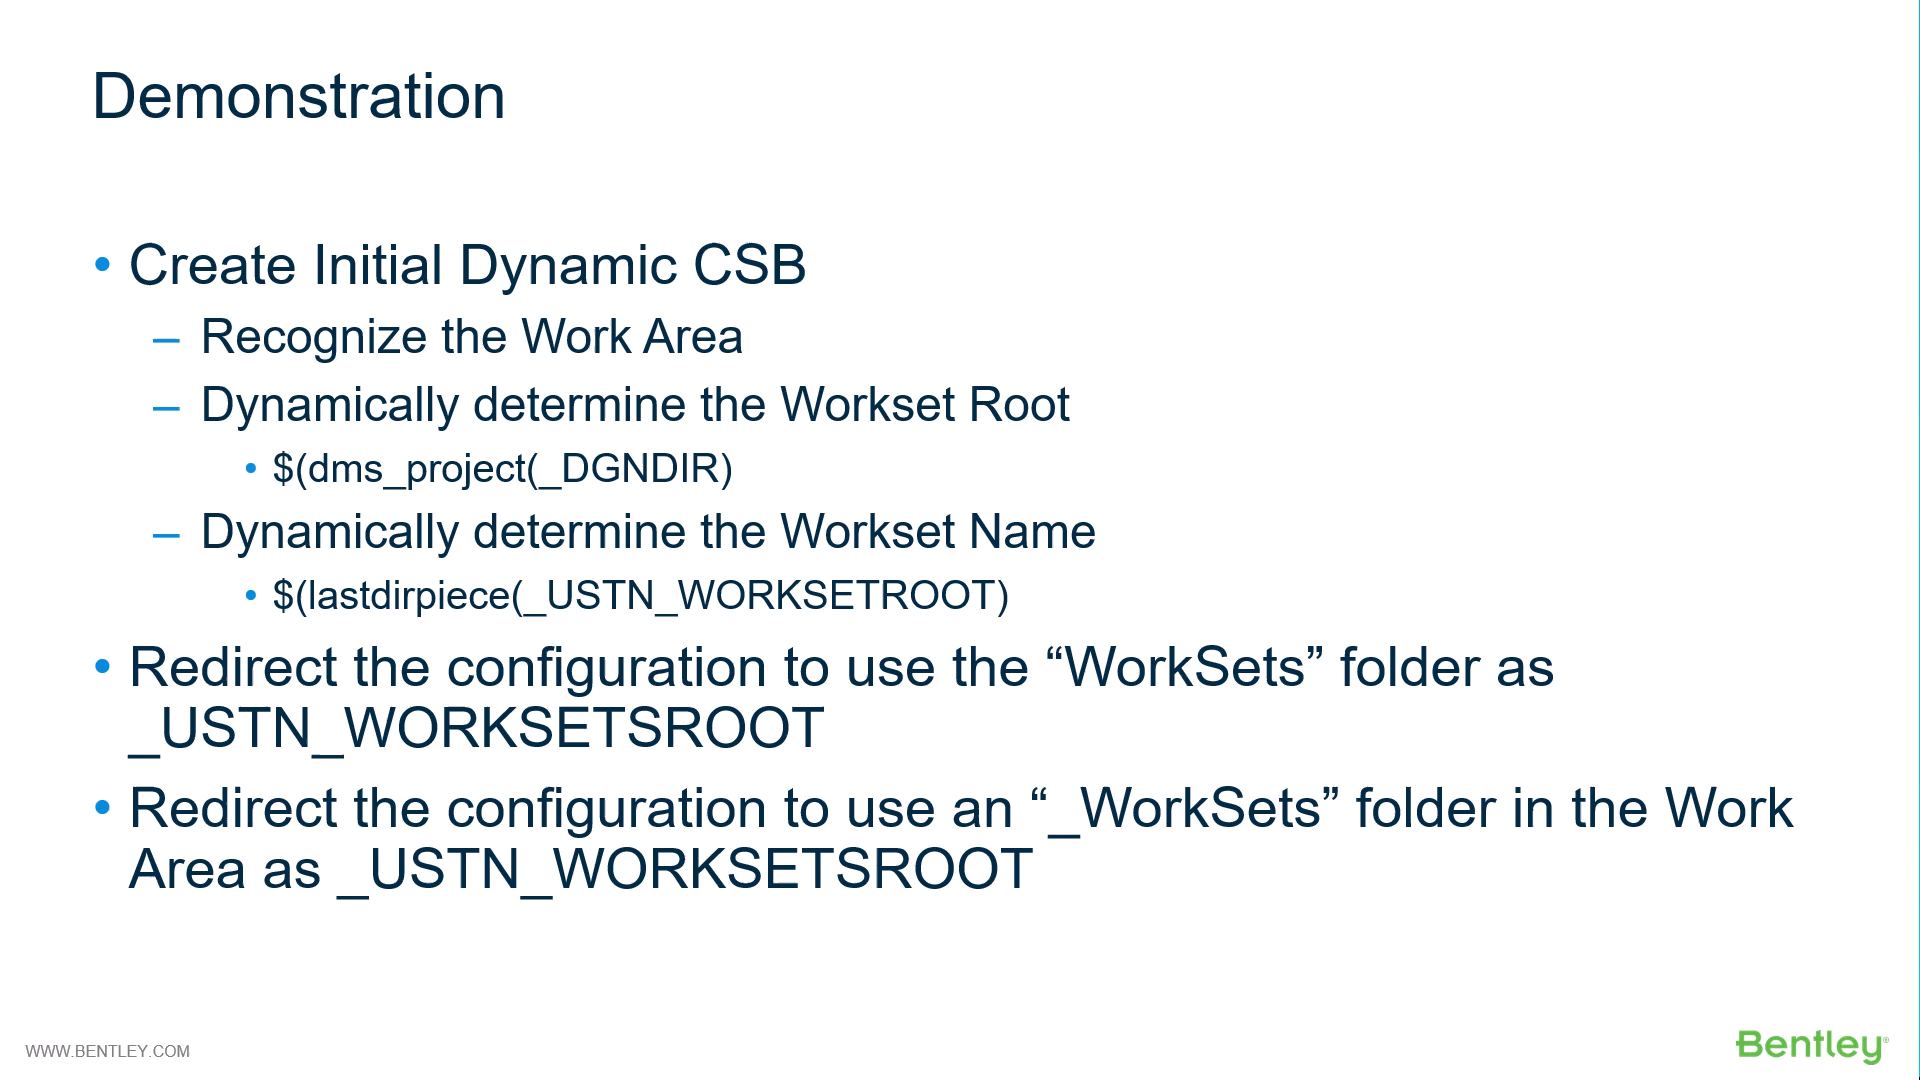 Demonstration
• Create Initial Dynamic CSB
– Recognize the Work Area
– Dynamically determine the Workset Root
• $(dms_project(_DGNDIR)
– Dynamically determine the Workset Name
• $(lastdirpiece(_USTN_WORKSETROOT)
• Redirect the configuration to use the “WorkSets” folder as
_USTN_WORKSETSROOT
• Redirect the configuration to use an “_WorkSets” folder in the Work
Area as _USTN_WORKSETSROOT
WWW.BENTLEY.COM
Bentley®